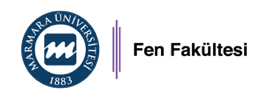 MARMARA ÜNİVERSİTESİ
m
1883
Fen Fakültesi